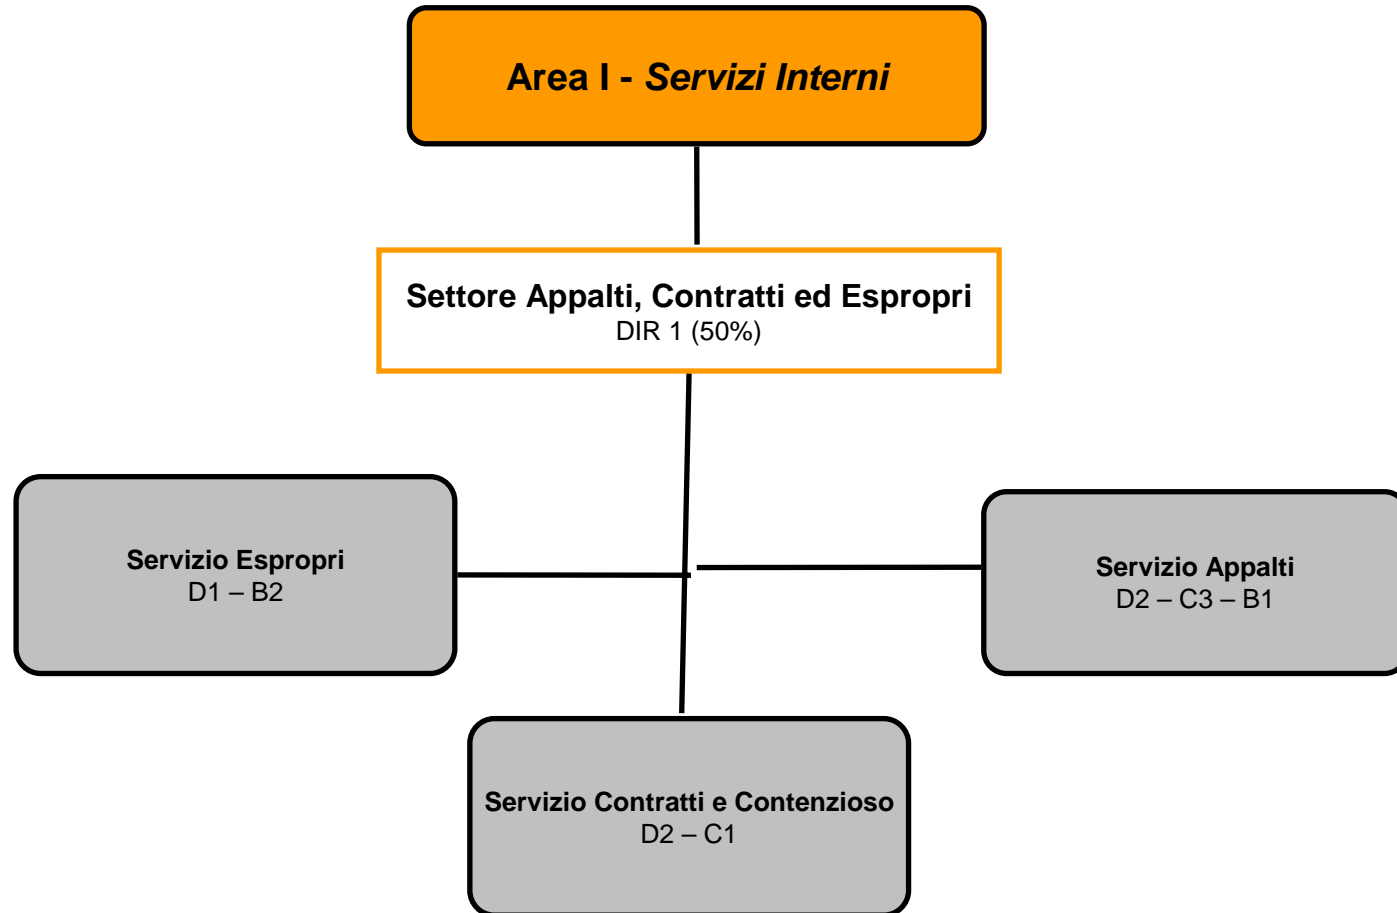 Area I - Servizi Interni
Settore Appalti, Contratti ed Espropri
DIR 1 (50%)
Servizio Espropri
D1 – B2
Servizio Appalti
D2 – C3 – B1
Servizio Contratti e Contenzioso
D2 – C1